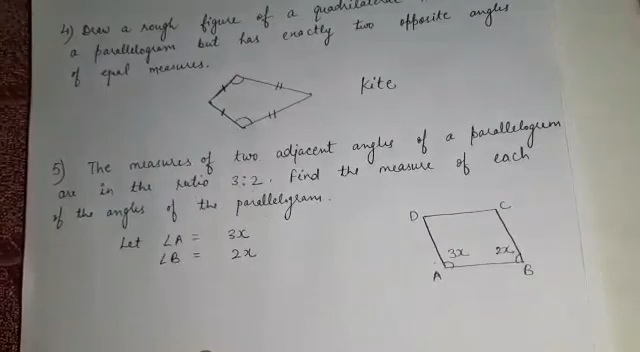 4) Draw a rough figure of a quadrilateral
a parallelogram but has exactly two opposite angles
of equal measures.
Kite
5) The measures of two adjacent angles of a parallelogram
are in the ratio 3:2. Find the measure of each
of the angles of the parallelogram.
Let ∠A = 3x
∠B = 2x
D C
3x 2x
A B